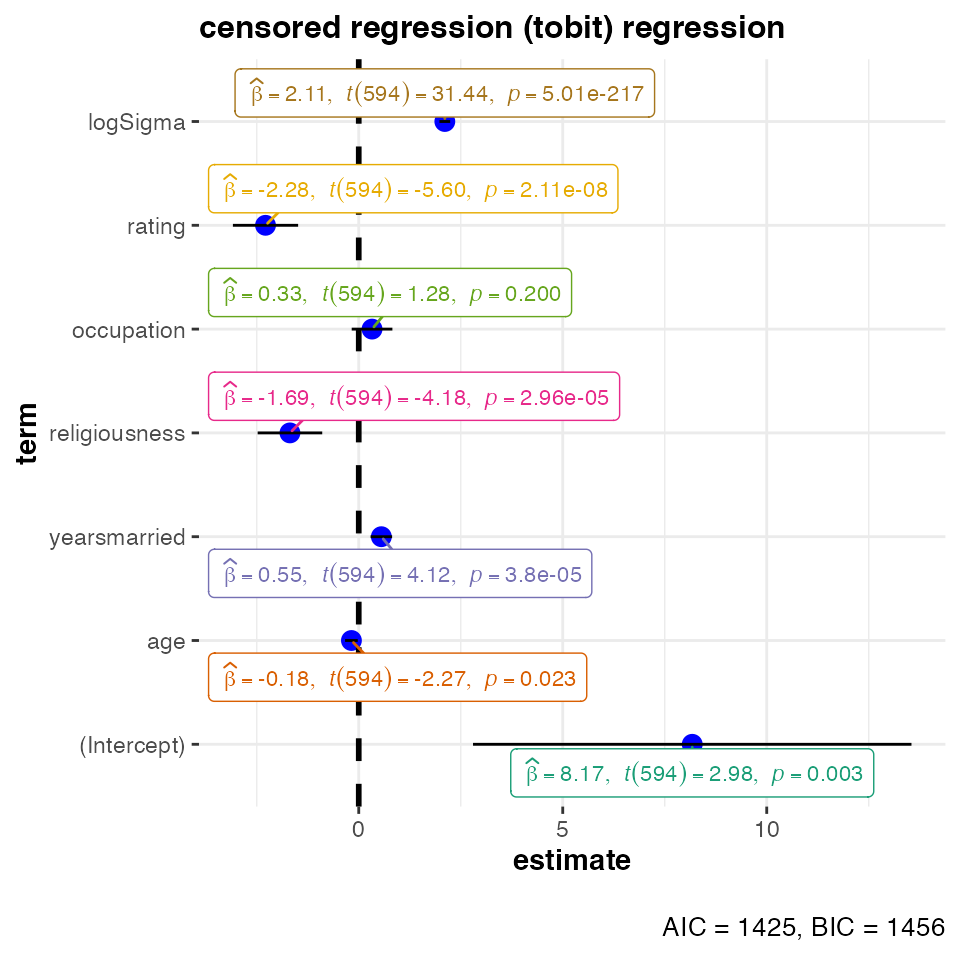 censored regression (tobit) regression
term
logSigma
β̂ = 2.11, t(594) = 31.44, p = 5.01e-217
rating
β̂ = -2.28, t(594) = -5.60, p = 2.11e-08
occupation
β̂ = 0.33, t(594) = 1.28, p = 0.200
religiousness
β̂ = -1.69, t(594) = -4.18, p = 2.96e-05
yearsmarried
β̂ = 0.55, t(594) = 4.12, p = 3.8e-05
age
β̂ = -0.18, t(594) = -2.27, p = 0.023
(Intercept)
β̂ = 8.17, t(594) = 2.98, p = 0.003
0 5 10
estimate
AIC = 1425, BIC = 1456